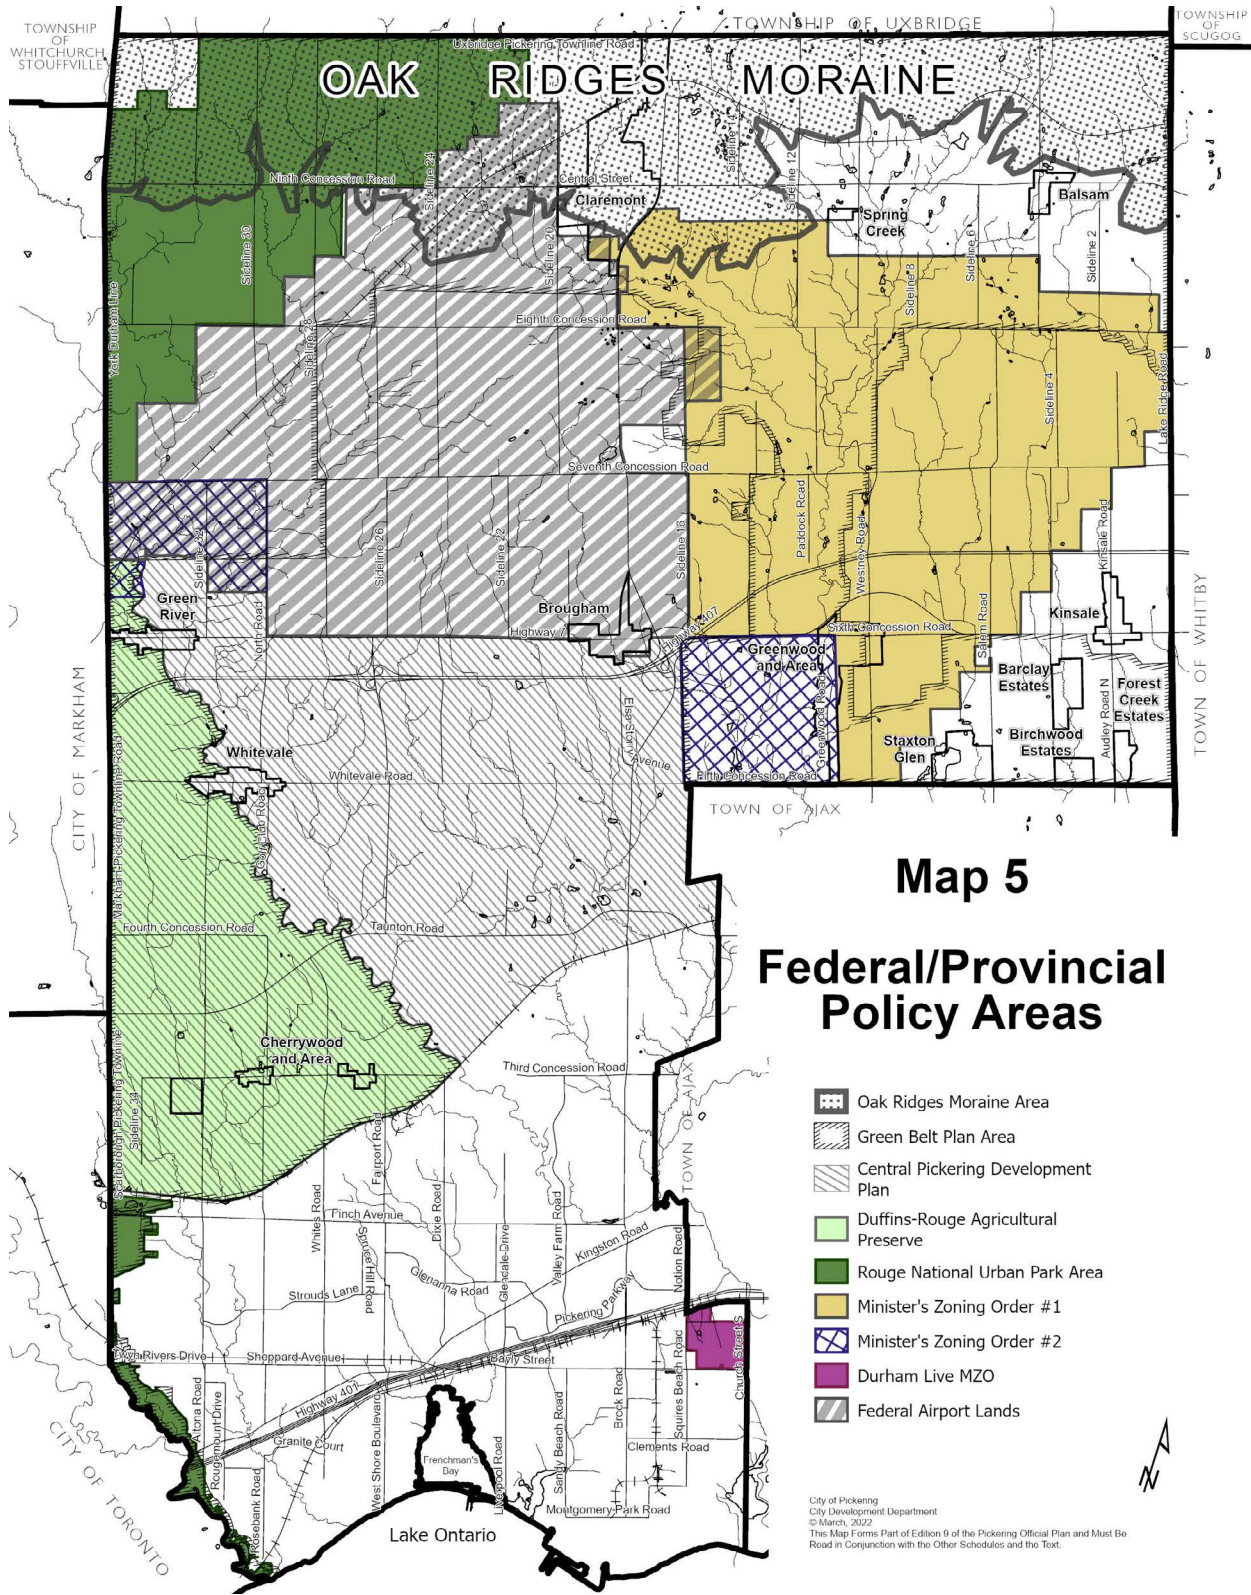 TOWNSHIP
OF
WHITCHURCH
STOUFFVILLE
TOWNSHIP OF UXBRIDGE
TOWNSHIP
OF
SCUGOG
Uxbridge Pickering Townline Road
OAK RIDGES MORAINE
Sideline 14
Sideline 12
Sideline 24
Ninth Concession Road
Central Street
Claremont
Balsam
Spring
Creek
Sideline 30
Sideline 20
Sideline 8
Sideline 6
Sideline 2
York Durham Line
Sideline 28
Eighth Concession Road
Sideline 4
Lake Ridge Road
Seventh Concession Road
Sideline 32
Sideline 26
Sideline 22
Sideline 16
Paddock Road
Westney Road
Kinsale Road
Green
River
North Road
Brougham
Highway 7
Highway 407
Sixth Concession Road
Salem Road
Kinsale
TOWN OF WHITBY
Greenwood
and Area
Greenwood Road
Barclay
Estates
Audley Road N
Forest
Creek
Estates
CITY OF MARKHAM
Markham-Pickering Townline Road
Whitevale
Whitevale Road
Golf Club Road
Elsa Storry Avenue
Fifth Concession Road
Staxton
Glen
Birchwood
Estates
TOWN OF AJAX
Map 5
Federal/Provincial
Policy Areas
Fourth Concession Road
Taunton Road
Cherrywood
and Area
Scarborough Pickering Townline
Sideline 34
Third Concession Road
TOWN OF AJAX
Fairport Road
Whites Road
Finch Avenue
Spruce Hill Road
Dixie Road
Glenanna Road
Glendale Drive
Valley Farm Road
Kingston Road
Notion Road
Strouds Lane
Pickering Parkway
Twyn Rivers Drive
Sheppard Avenue
Bayly Street
Squires Beach Road
Church Street S
Altona Road
Rougemount Drive
Highway 401
Granite Court
Rosebank Road
West Shore Boulevard
Frenchman's
Bay
Liverpool Road
Sandy Beach Road
Brock Road
Clements Road
Montgomery Park Road
Lake Ontario
CITY OF TORONTO
Oak Ridges Moraine Area
Green Belt Plan Area
Central Pickering Development
Plan
Duffins-Rouge Agricultural
Preserve
Rouge National Urban Park Area
Minister's Zoning Order #1
Minister's Zoning Order #2
Durham Live MZO
Federal Airport Lands
N
City of Pickering
City Development Department
© March, 2022
This Map Forms Part of Edition 9 of the Pickering Official Plan and Must Be
Read in Conjunction with the Other Schedules and the Text.